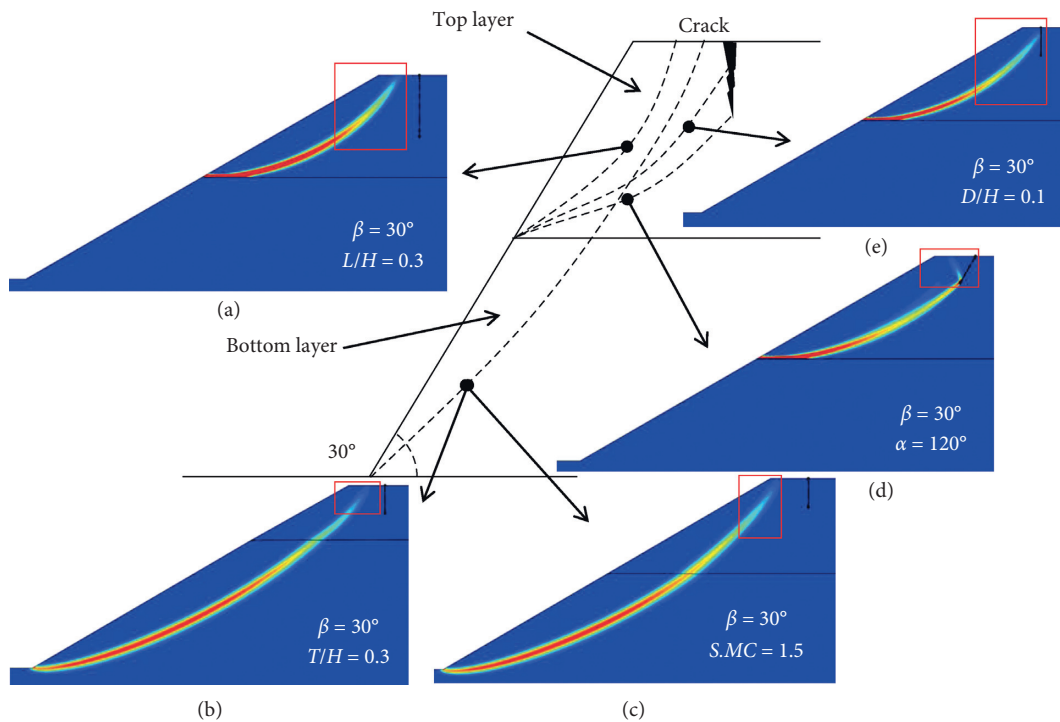 Top layer
Crack
β = 30°
L/H = 0.3
(a)
β = 30°
D/H = 0.1
(e)
Bottom layer
30°
β = 30°
α = 120°
(d)
β = 30°
T/H = 0.3
(b)
β = 30°
S.MC = 1.5
(c)